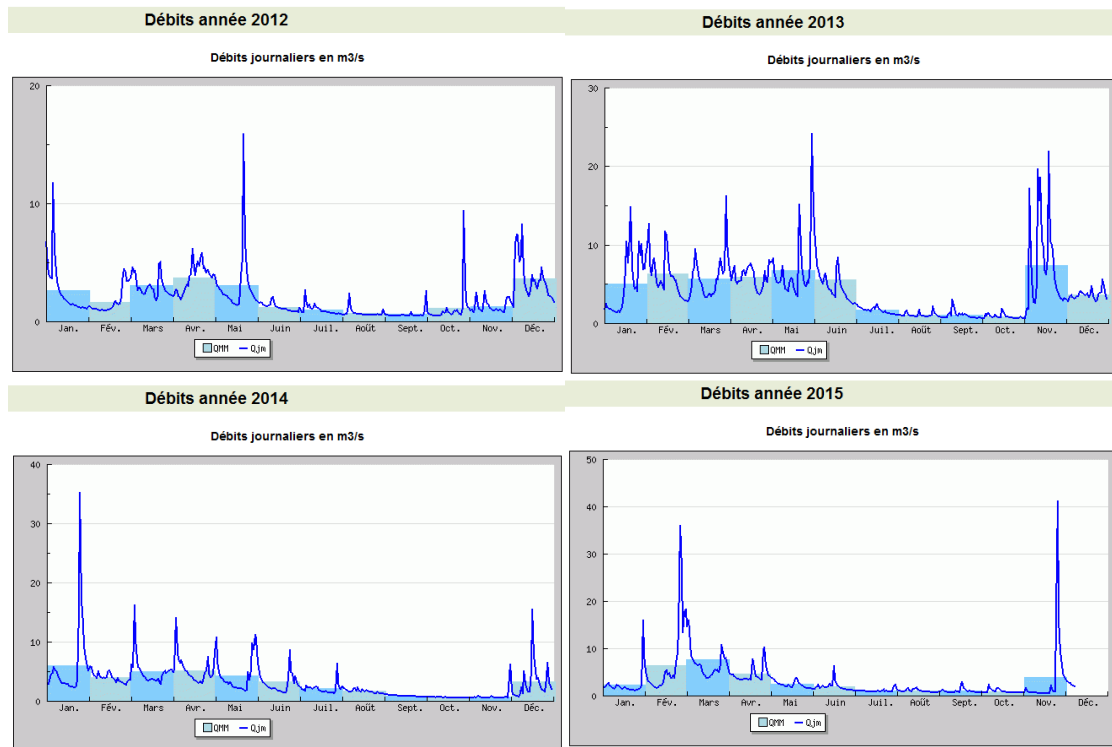 Débits année 2012
Débits journaliers en m3/s
20
10
0
Jan. Fév. Mars Avr. Mai Juin Juil. Août Sept. Oct. Nov. Déc.
QMM Qjm
Débits année 2013
Débits journaliers en m3/s
30
20
10
0
Jan. Fév. Mars Avr. Mai Juin Juil. Août Sept. Oct. Nov. Déc.
QMM Qjm
Débits année 2014
Débits journaliers en m3/s
40
30
20
10
0
Jan. Fév. Mars Avr. Mai Juin Juil. Août Sept. Oct. Nov. Déc.
QMM Qjm
Débits année 2015
Débits journaliers en m3/s
50
40
30
20
10
0
Jan. Fév. Mars Avr. Mai Juin Juil. Août Sept. Oct. Nov. Déc.
QMM Qjm